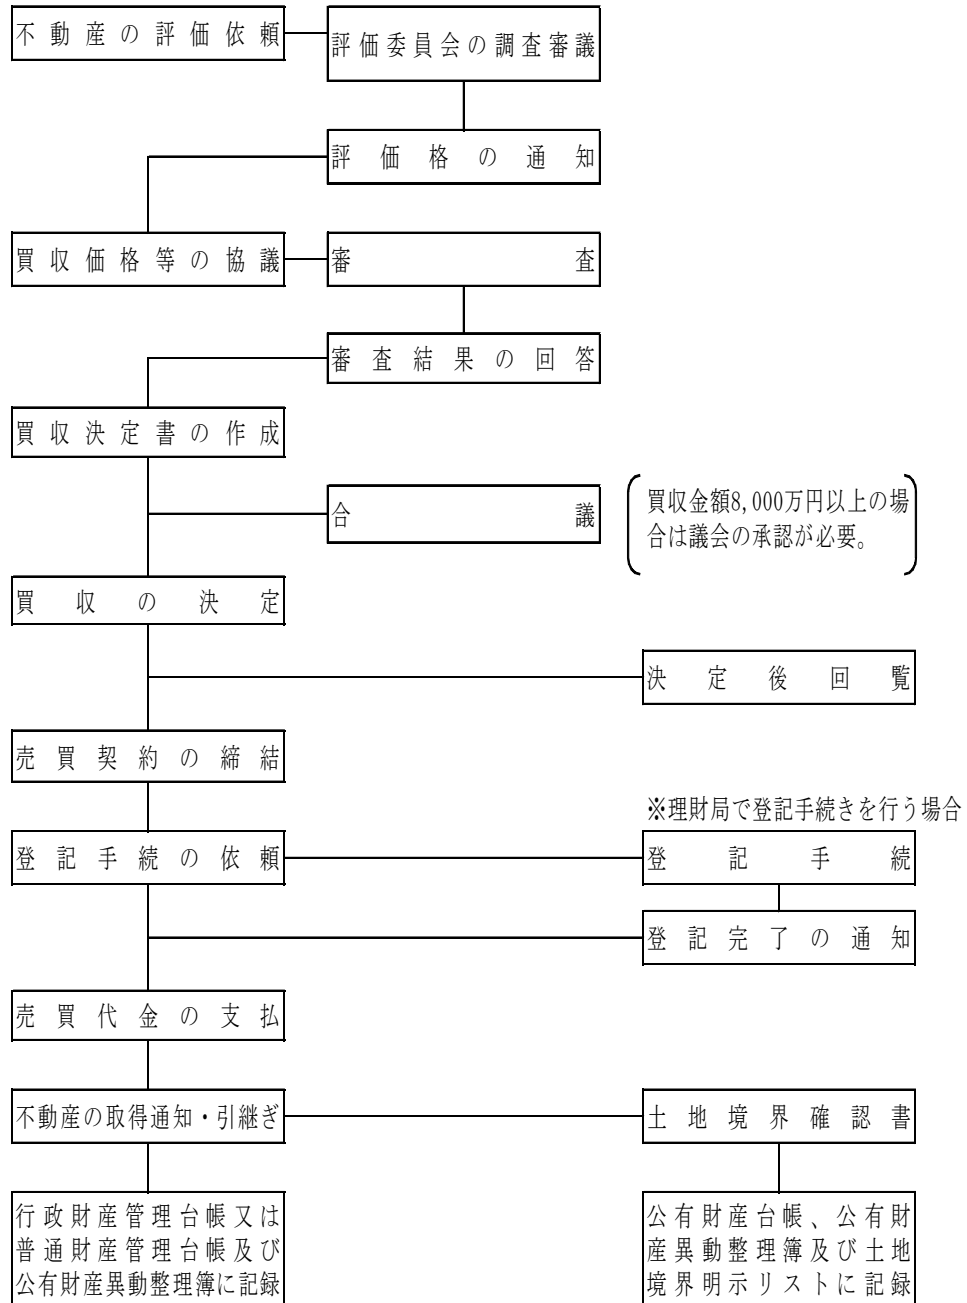 不動産の評価依頼
評価委員会の調査審議
評価格の通知
買収価格等の協議
審査
審査結果の回答
買収決定書の作成
合議
買収金額8,000万円以上の場
合は議会の承認が必要。
買収の決定
決定後回覧
売買契約の締結
※理財局で登記手続きを行う場合
登記手続の依頼
登記手続
登記完了の通知
売買代金の支払
不動産の取得通知・引継ぎ
土地境界確認書
行政財産管理台帳又は
普通財産管理台帳及び
公有財産異動整理簿に記録
公有財産台帳、公有財
産異動整理簿及び土地
境界明示リストに記録